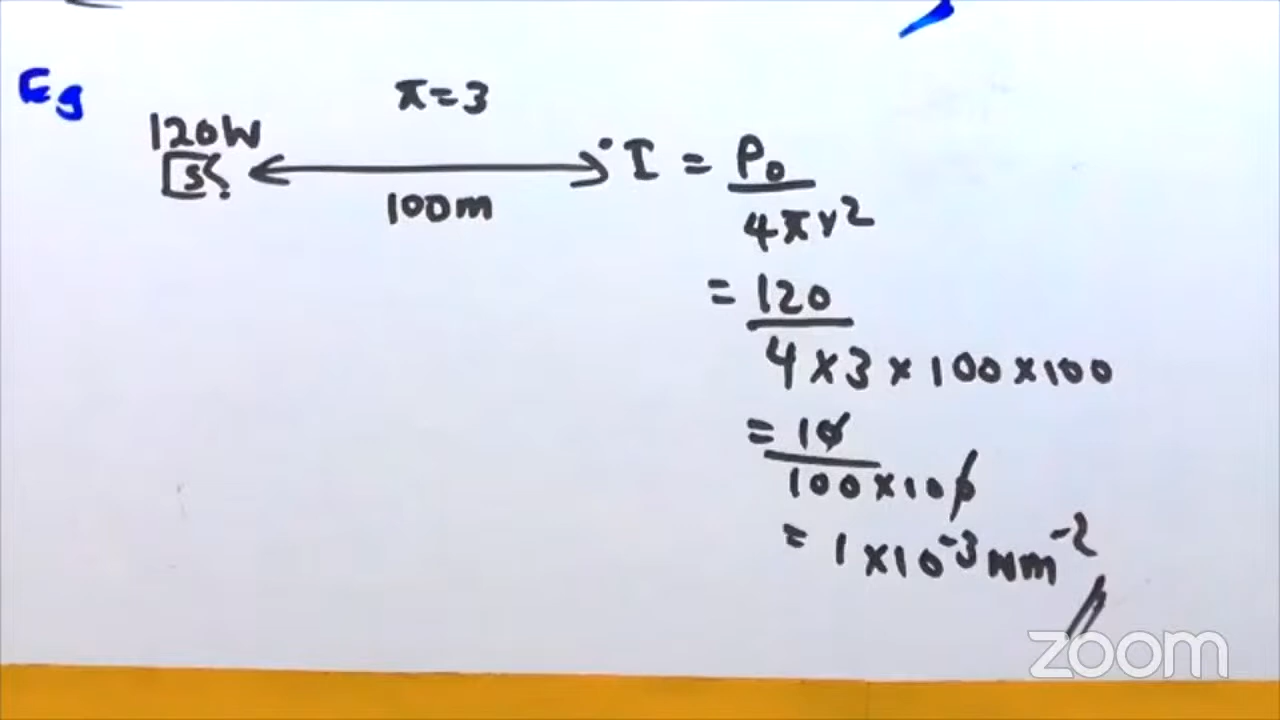 Eg
π=3
120W
S
100m
I = P₀/4πr²
= 120/4×3×100×100
= 10/100×100
= 1×10⁻³ Wm⁻²
zoom